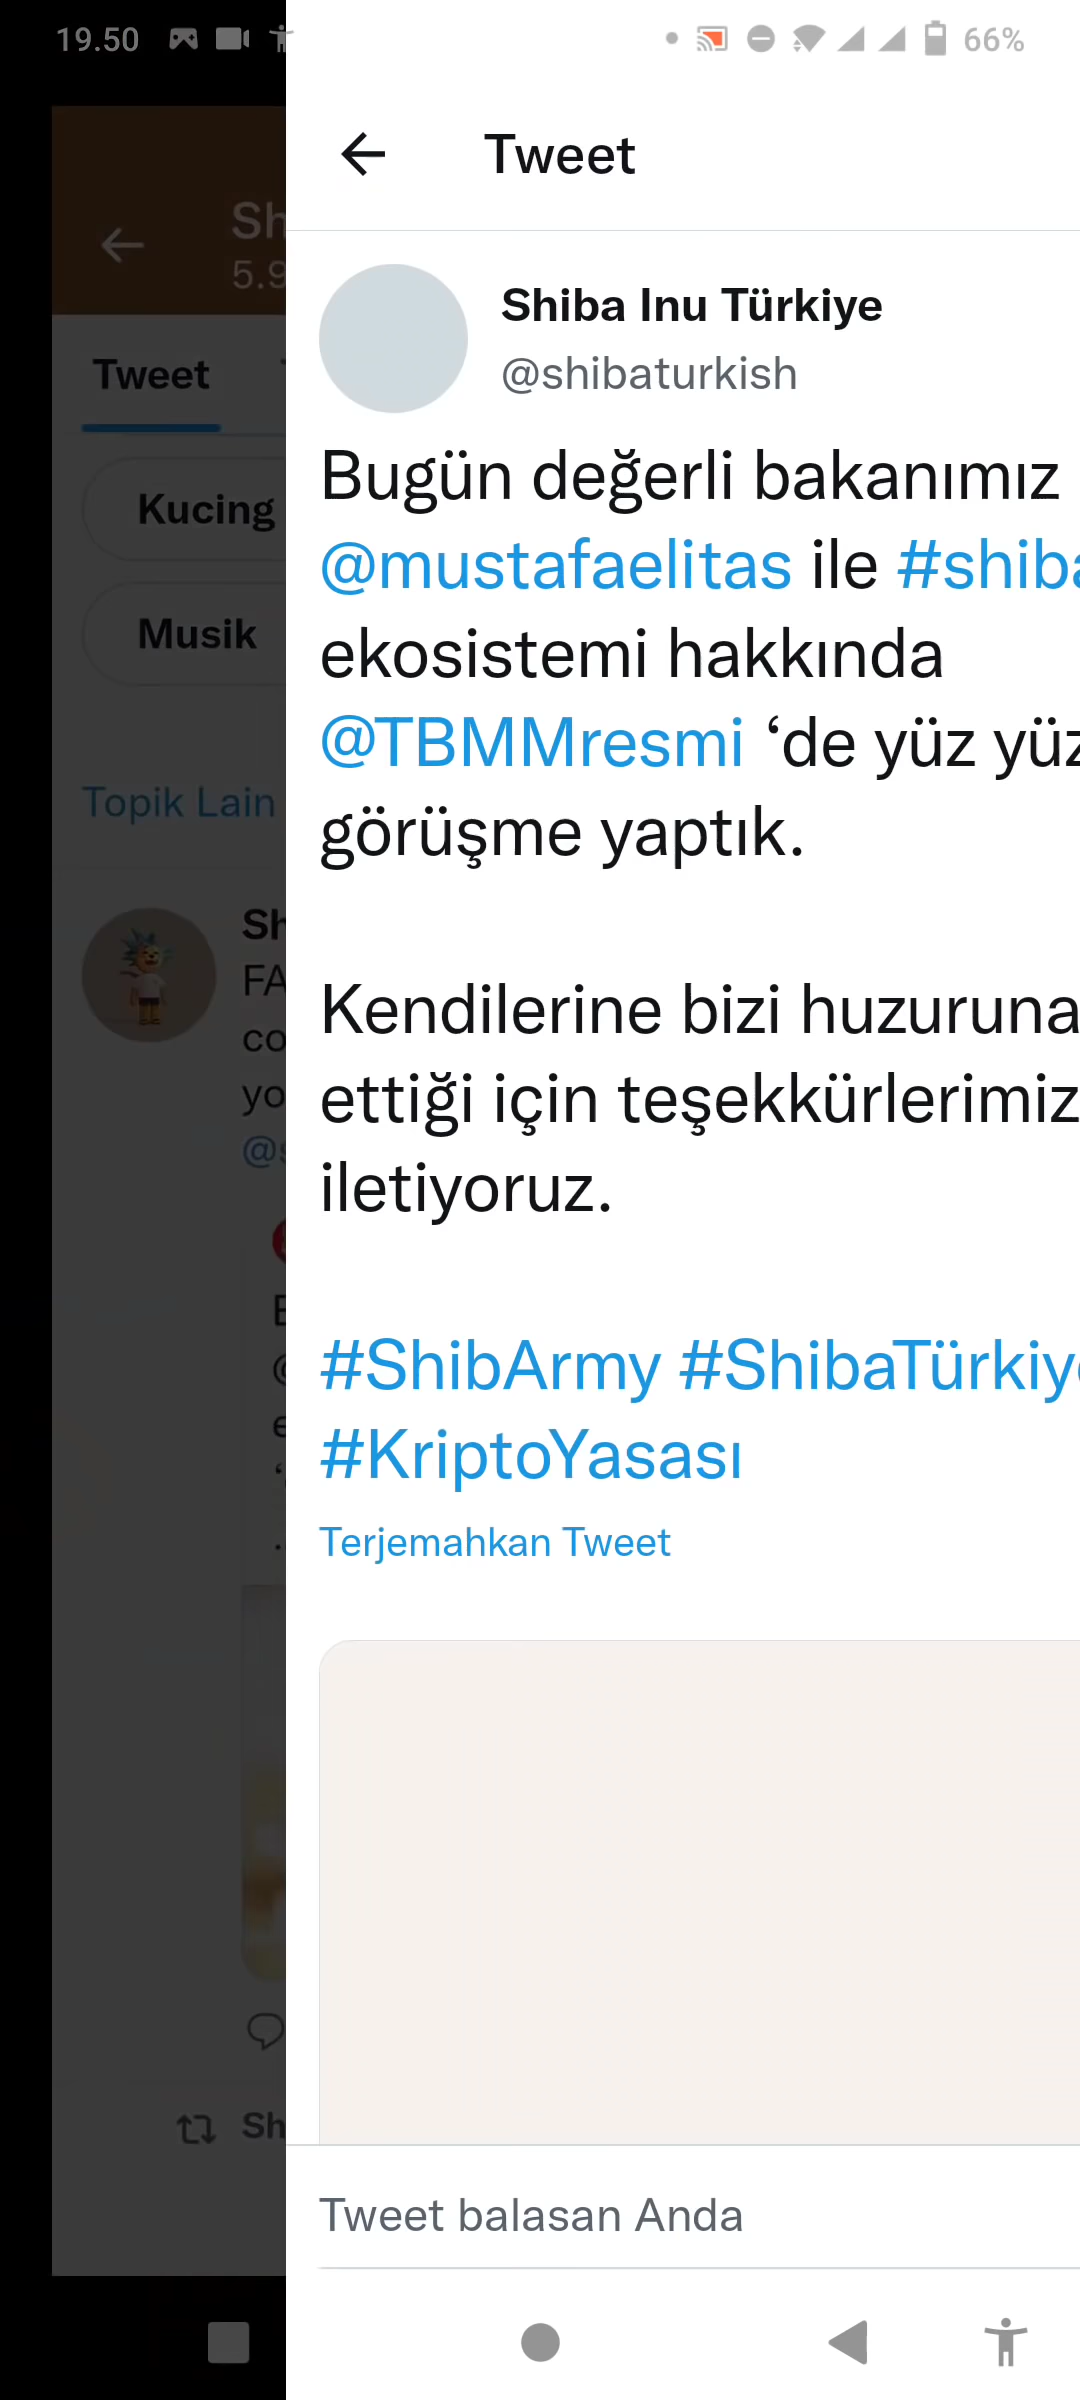 19.50
66%
Tweet
Shiba Inu Türkiye
@shibaturkish
Bugün değerli bakanımız
@mustafaelitas ile #shiba
ekosistemi hakkında
@TBMMresmi ‘de yüz yüz
görüşme yaptık.
Kendilerine bizi huzuruna
ettiği için teşekkürlerimiz
iletiyoruz.
#ShibArmy #ShibaTürkiye
#KriptoYasası
Terjemahkan Tweet
Tweet balasan Anda
Sh
5.9
Tweet
Kucing
Musik
Topik Lain
Sh
FA
co
yo
@s
E
@
e
Sh